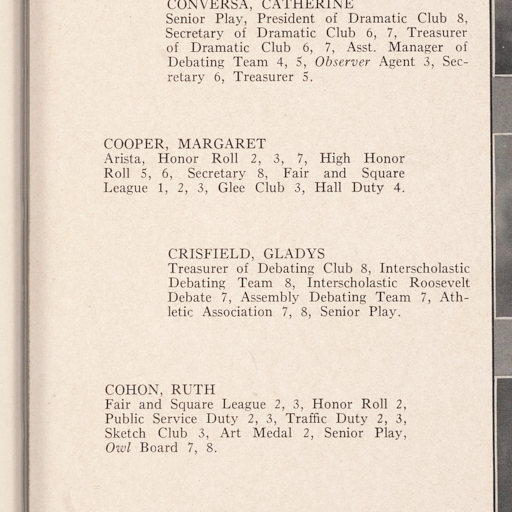 CONVERSA, CATHERINE
Senior Play, President of Dramatic Club 8,
Secretary of Dramatic Club 6, 7, Treasurer
of Dramatic Club 6, 7, Asst. Manager of
Debating Team 4, 5, Observer Agent 3, Sec-
retary 6, Treasurer 5.
COOPER, MARGARET
Arista, Honor Roll 2, 3, 7, High Honor
Roll 5, 6, Secretary 8, Fair and Square
League 1, 2, 3, Glee Club 3, Hall Duty 4.
CRISFIELD, GLADYS
Treasurer of Debating Club 8, Interscholastic
Debating Team 8, Interscholastic Roosevelt
Debate 7, Assembly Debating Team 7, Ath-
letic Association 7, 8, Senior Play.
COHON, RUTH
Fair and Square League 2, 3, Honor Roll 2,
Public Service Duty 2, 3, Traffic Duty 2, 3,
Sketch Club 3, Art Medal 2, Senior Play,
Owl Board 7, 8.